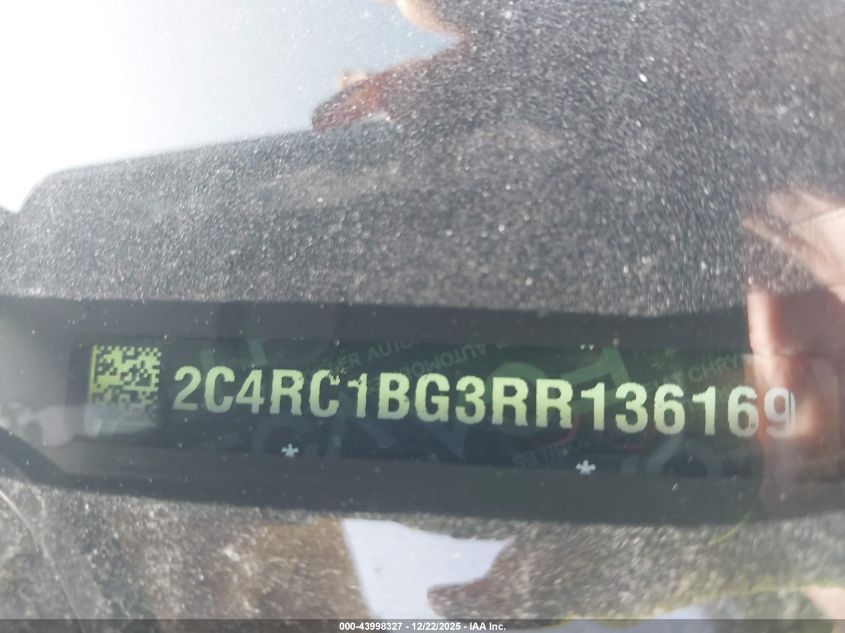 2C4RC1BG3RR136169
000-43998327 - 12/22/2025 - IAA Inc.